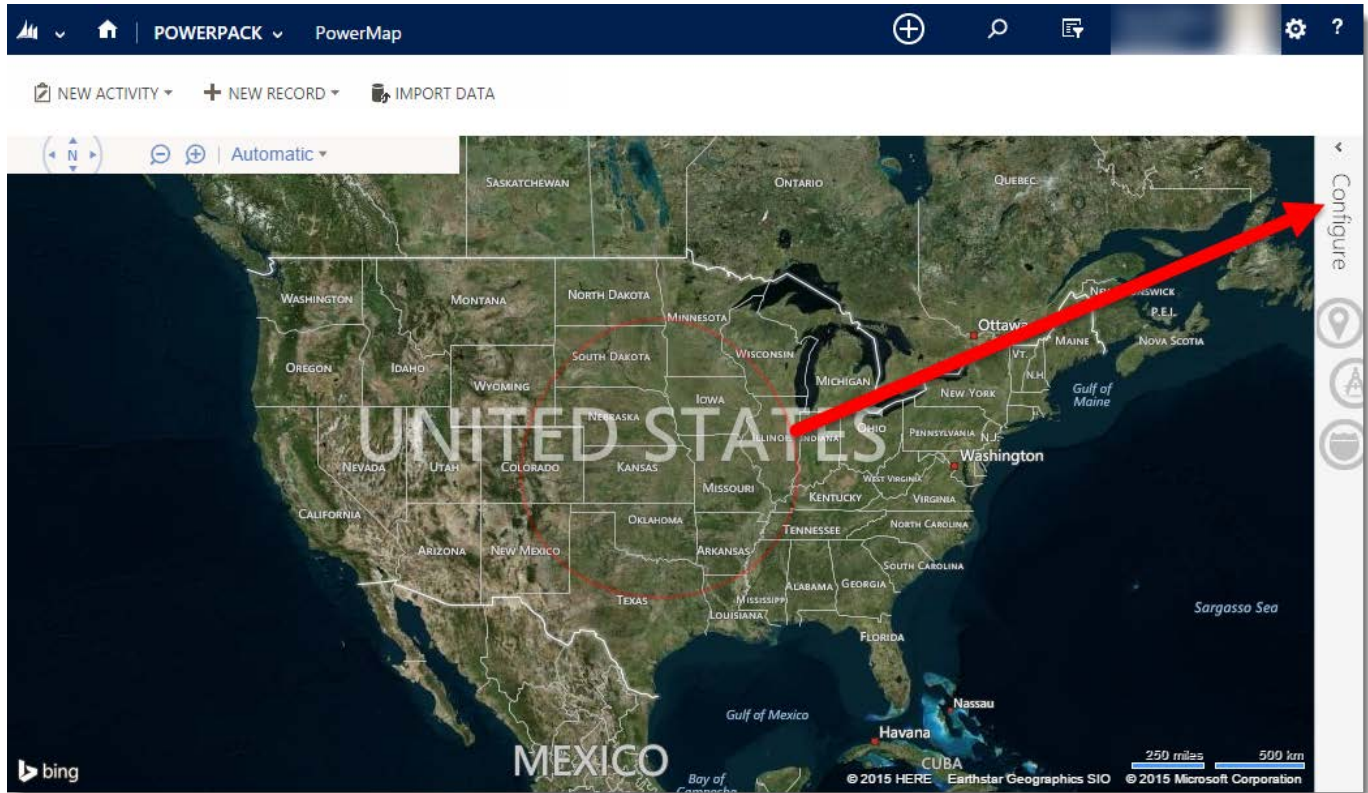 POWERPACK PowerMap
?
NEW ACTIVITY NEW RECORD IMPORT DATA
N Automatic
Configure
SASKATCHEWAN ONTARIO QUEBEC
WASHINGTON MONTANA NORTH DAKOTA MINNESOTA
Ottawa
P.E.I.
MAINE NOVA SCOTIA
OREGON IDAHO SOUTH DAKOTA WISCONSIN VT.
WYOMING MICHIGAN NEW YORK N.H.
Gulf of
Maine
IOWA
NEBRASKA
UNITED STATES
ILLINOIS INDIANA OHIO PENNSYLVANIA N.J.
NEVADA UTAH COLORADO KANSAS Washington
MISSOURI WEST VIRGINIA
KENTUCKY VIRGINIA
CALIFORNIA OKLAHOMA TENNESSEE NORTH CAROLINA
ARIZONA NEW MEXICO ARKANSAS
SOUTH CAROLINA
ALABAMA GEORGIA
TEXAS MISSISSIPPI
LOUISIANA
Sargasso Sea
FLORIDA
Nassau
Gulf of Mexico
Havana
MEXICO
CUBA
250 miles 500 km
bing
Bay of
Campeche
© 2015 HERE Earthstar Geographics SIO © 2015 Microsoft Corporation